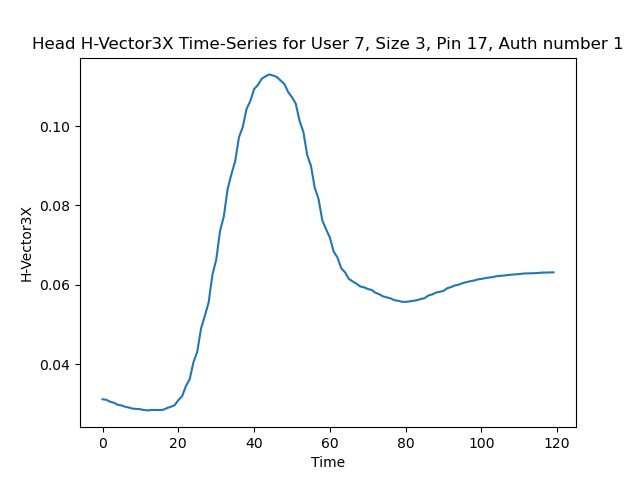 Head H-Vector3X Time-Series for User 7, Size 3, Pin 17, Auth number 1
H-Vector3X
0.10
0.08
0.06
0.04
0 20 40 60 80 100 120
Time